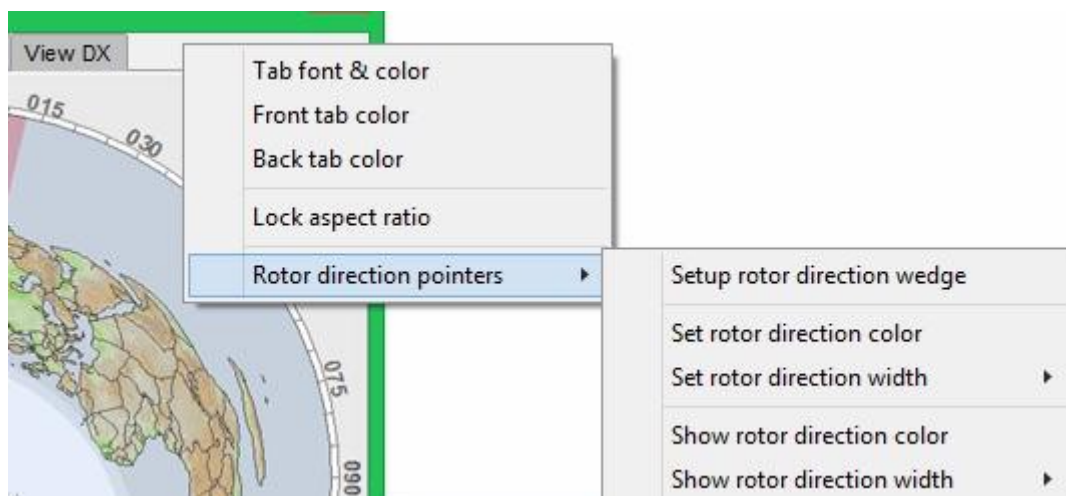 View DX
Tab font & color
Front tab color
Back tab color
Lock aspect ratio
Rotor direction pointers
Setup rotor direction wedge
Set rotor direction color
Set rotor direction width
Show rotor direction color
Show rotor direction width
015
030
075
090